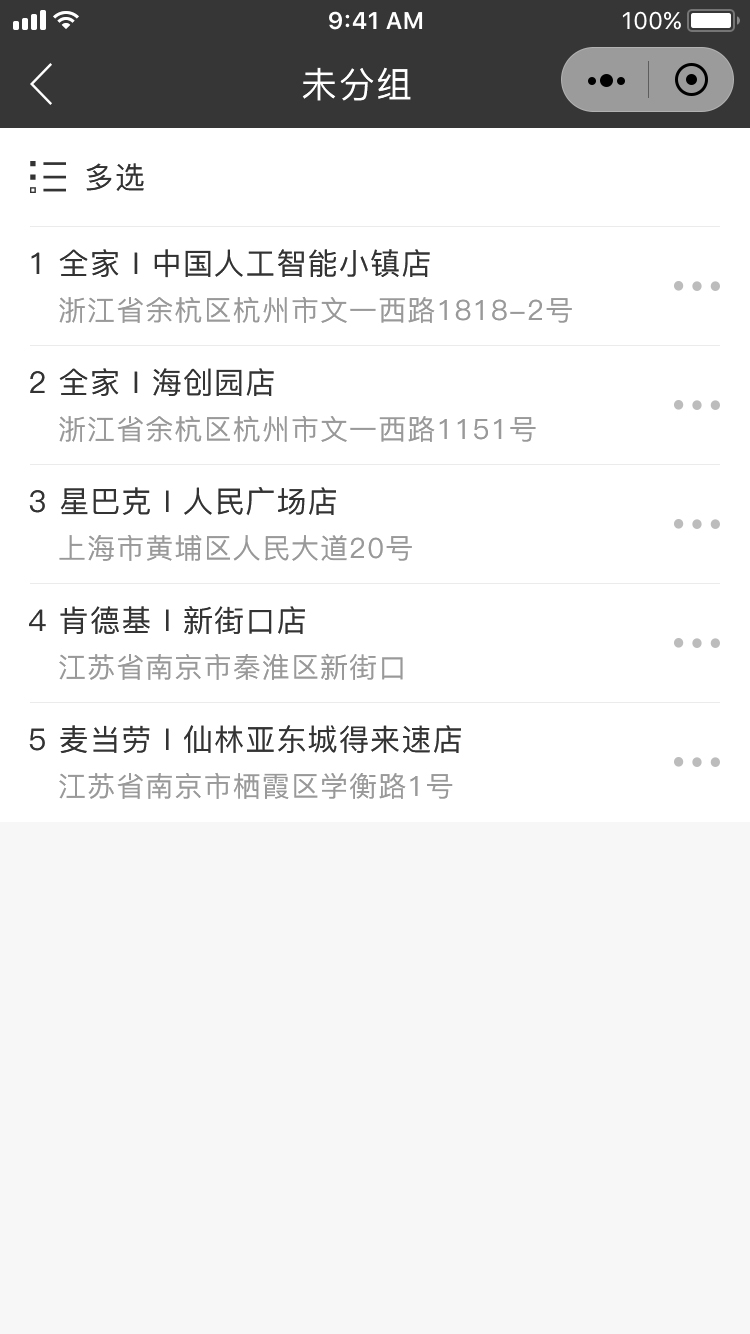 9:41 AM
100%
未分组
多选
1 全家 I 中国人工智能小镇店
浙江省余杭区杭州市文一西路1818-2号
2 全家 I 海创园店
浙江省余杭区杭州市文一西路1151号
3 星巴克 I 人民广场店
上海市黄埔区人民大道20号
4 肯德基 I 新街口店
江苏省南京市秦淮区新街口
5 麦当劳 I 仙林亚东城得来速店
江苏省南京市栖霞区学衡路1号